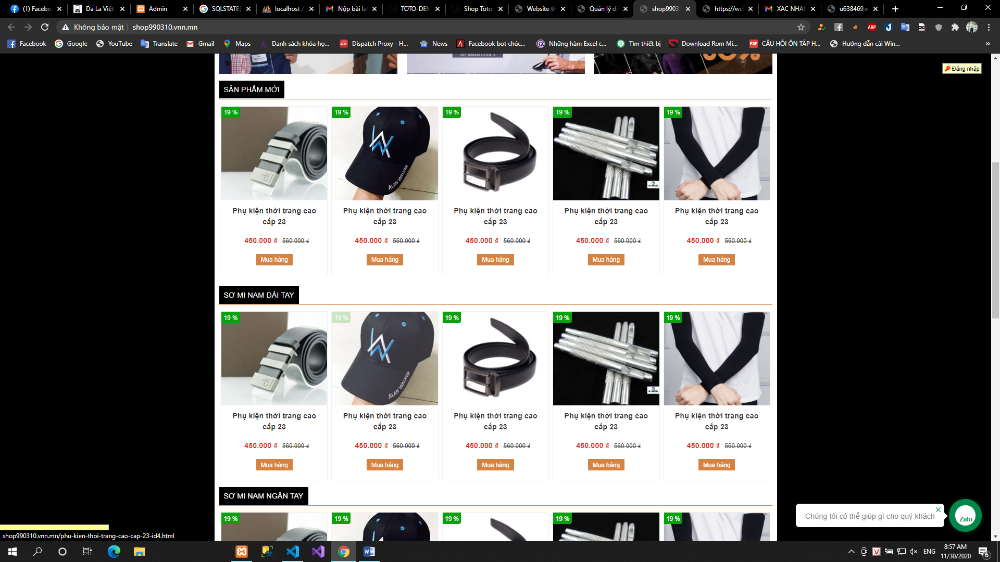 (1) Facebo
Da La Việt
Admin
SQLSTATE[
localhost /
Nộp bài la
TOTO-DEN
Shop Toto
Website th
Quản lý dị
shop99031
https://we
XAC NHAN
u638469.w
Không bảo mật
shop990310.vnn.mn
ABP
Facebook
Google
YouTube
Translate
Gmail
Maps
Danh sách khóa họ...
Dispatch Proxy - H...
News
Facebook bot chúc...
Những hàm Excel c...
Tìm thiết bị
Download Rom Mi...
PDF
CÂU HỎI ÔN TẬP H...
Hướng dẫn cài Win...
»
GET URBAN COOL
50%
Đăng nhập
SẢN PHẨM MỚI
19 %
19 %
19 %
19 %
19 %
ALAN WALKER
Phụ kiện thời trang cao
cấp 23
450.000 ₫ 560.000 ₫
Mua hàng
Phụ kiện thời trang cao
cấp 23
450.000 ₫ 560.000 ₫
Mua hàng
Phụ kiện thời trang cao
cấp 23
450.000 ₫ 560.000 ₫
Mua hàng
Phụ kiện thời trang cao
cấp 23
450.000 ₫ 560.000 ₫
Mua hàng
Phụ kiện thời trang cao
cấp 23
450.000 ₫ 560.000 ₫
Mua hàng
SƠ MI NAM DÀI TAY
19 %
19 %
19 %
19 %
19 %
ALAN WALKER
Phụ kiện thời trang cao
cấp 23
450.000 ₫ 560.000 ₫
Mua hàng
Phụ kiện thời trang cao
cấp 23
450.000 ₫ 560.000 ₫
Mua hàng
Phụ kiện thời trang cao
cấp 23
450.000 ₫ 560.000 ₫
Mua hàng
Phụ kiện thời trang cao
cấp 23
450.000 ₫ 560.000 ₫
Mua hàng
Phụ kiện thời trang cao
cấp 23
450.000 ₫ 560.000 ₫
Mua hàng
SƠ MI NAM NGẮN TAY
19 %
19 %
19 %
19 %
19 %
Chúng tôi có thể giúp gì cho quý khách
Zalo
shop990310.vnn.mn/phu-kien-thoi-trang-cao-cap-23-id4.html
ENG
8:57 AM
11/30/2020
6